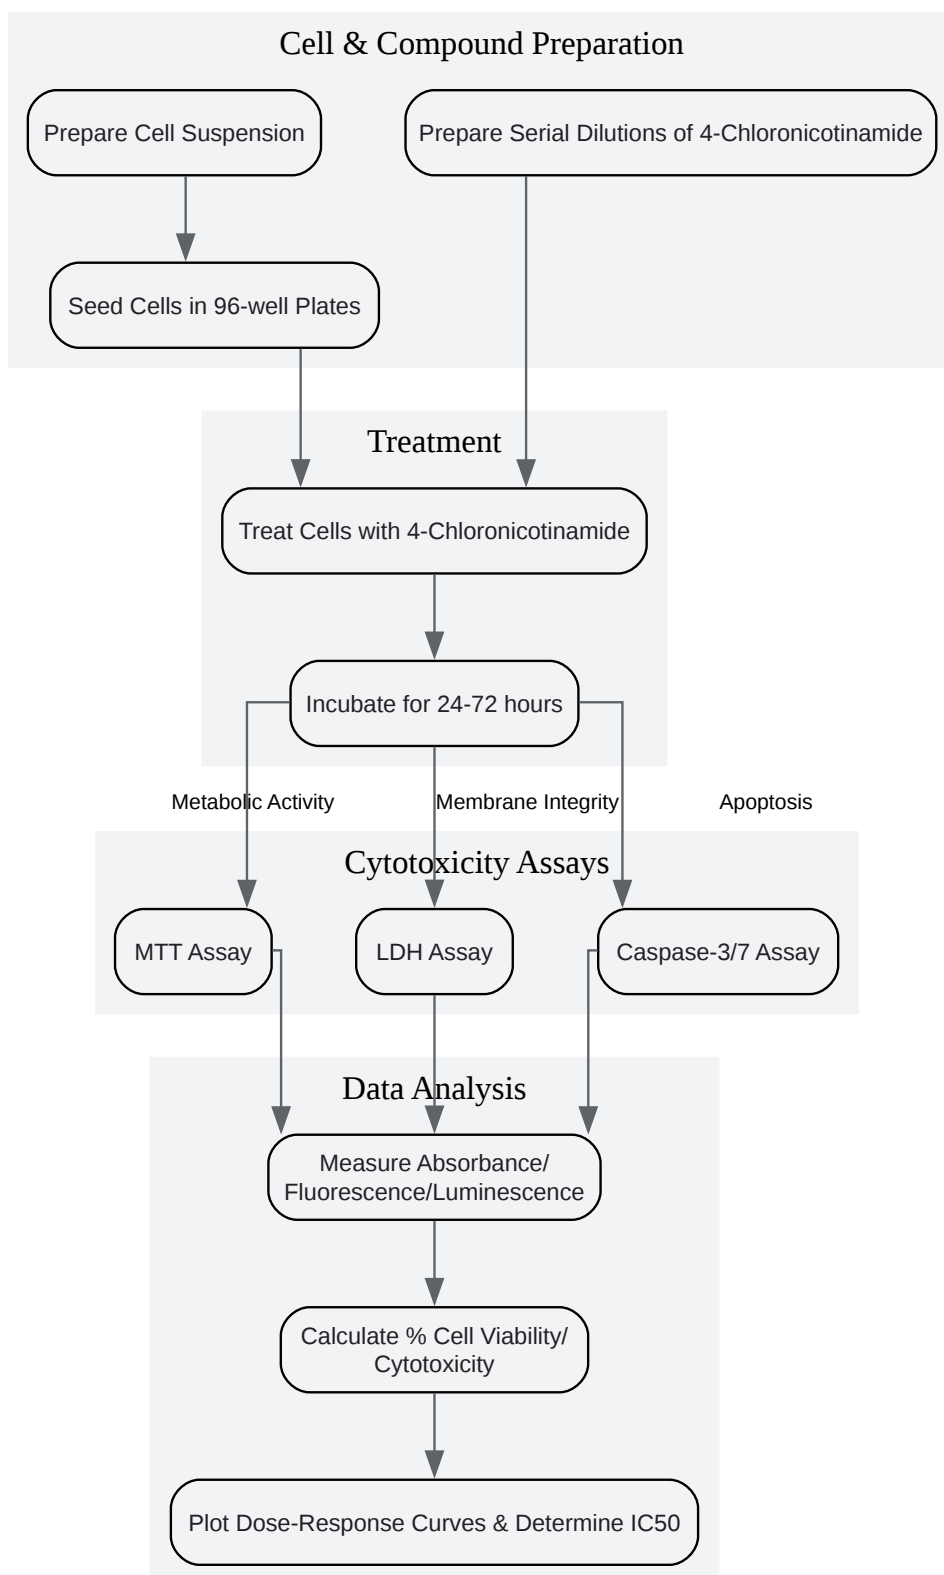 Cell & Compound Preparation
Prepare Cell Suspension
Prepare Serial Dilutions of 4-Chloronicotinamide
Seed Cells in 96-well Plates
Treatment
Treat Cells with 4-Chloronicotinamide
Incubate for 24-72 hours
Metabolic Activity
Membrane Integrity
Apoptosis
Cytotoxicity Assays
MTT Assay
LDH Assay
Caspase-3/7 Assay
Data Analysis
Measure Absorbance/
Fluorescence/Luminescence
Calculate % Cell Viability/
Cytotoxicity
Plot Dose-Response Curves & Determine IC50